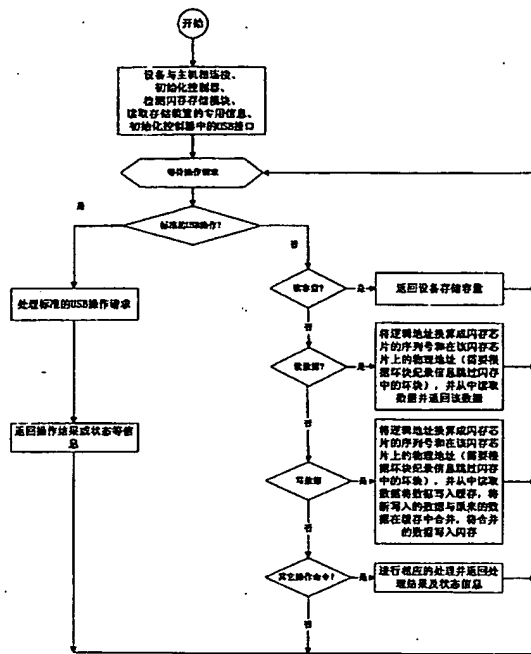 开始
设备与主机相连接、
初始化控制器、
检测闪存存储模块、
读取存储装置的专用信息、
初始化控制器中的USB接口
等待操作请求
是
标准的USB操作?
否
处理标准的USB操作请求
读容量?
是
返回设备存储容量
否
读数据?
是
将逻辑地址换算成闪存芯
片的序列号和在该闪存芯
片上的物理地址（需要根
据坏块纪录信息跳过闪存
中的坏块），并从中读取
数据并返回该数据
否
返回操作结果或状态等信
息
写数据
是
将逻辑地址换算成闪存芯
片的序列号和在该闪存芯
片上的物理地址（需要根
据坏块纪录信息跳过闪存
中的坏块），并从中读取
数据将数据写入缓存，将
新写入的数据与原来的数
据在缓存中合并，将合并
的数据写入闪存
否
其它操作命令?
是
进行相应的处理并返回处
理结果及状态信息
否